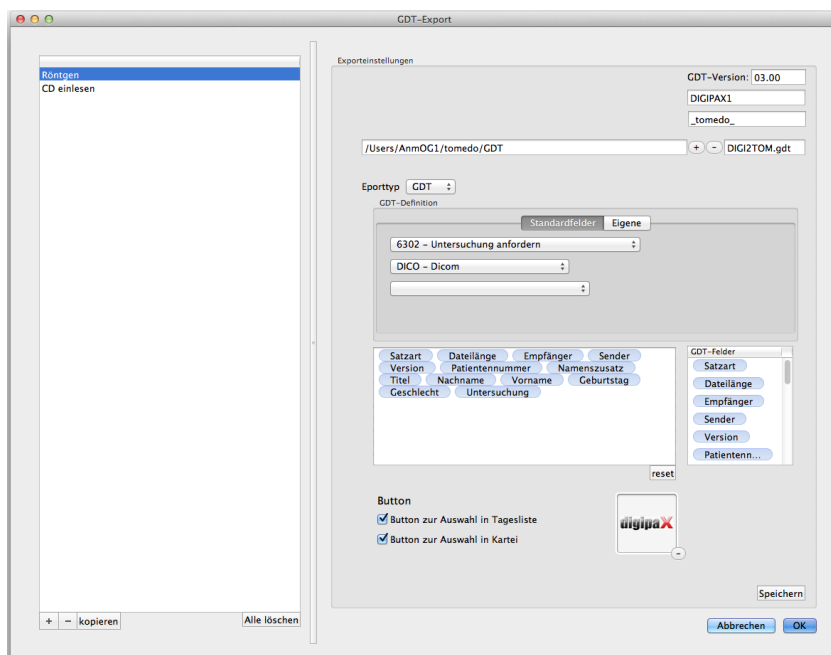 GDT-Export
Exporteinstellungen
Röntgen
CD einlesen
GDT-Version: 03.00
DIGIPAX1
_tomedo_
/Users/AnmOG1/tomedo/GDT + - DIGI2TOM.gdt
Eporttyp GDT
GDT-Definition
Standardfelder Eigene
6302 - Untersuchung anfordern
DICO - Dicom
Satzart Dateilänge Empfänger Sender
Version Patientennummer Namenszusatz
Titel Nachname Vorname Geburtstag
Geschlecht Untersuchung
GDT-Felder
Satzart
Dateilänge
Empfänger
Sender
Version
Patientenn...
reset
Button
Button zur Auswahl in Tagesliste
Button zur Auswahl in Kartei
digipaX
-
Speichern
+ - kopieren Alle löschen
Abbrechen OK